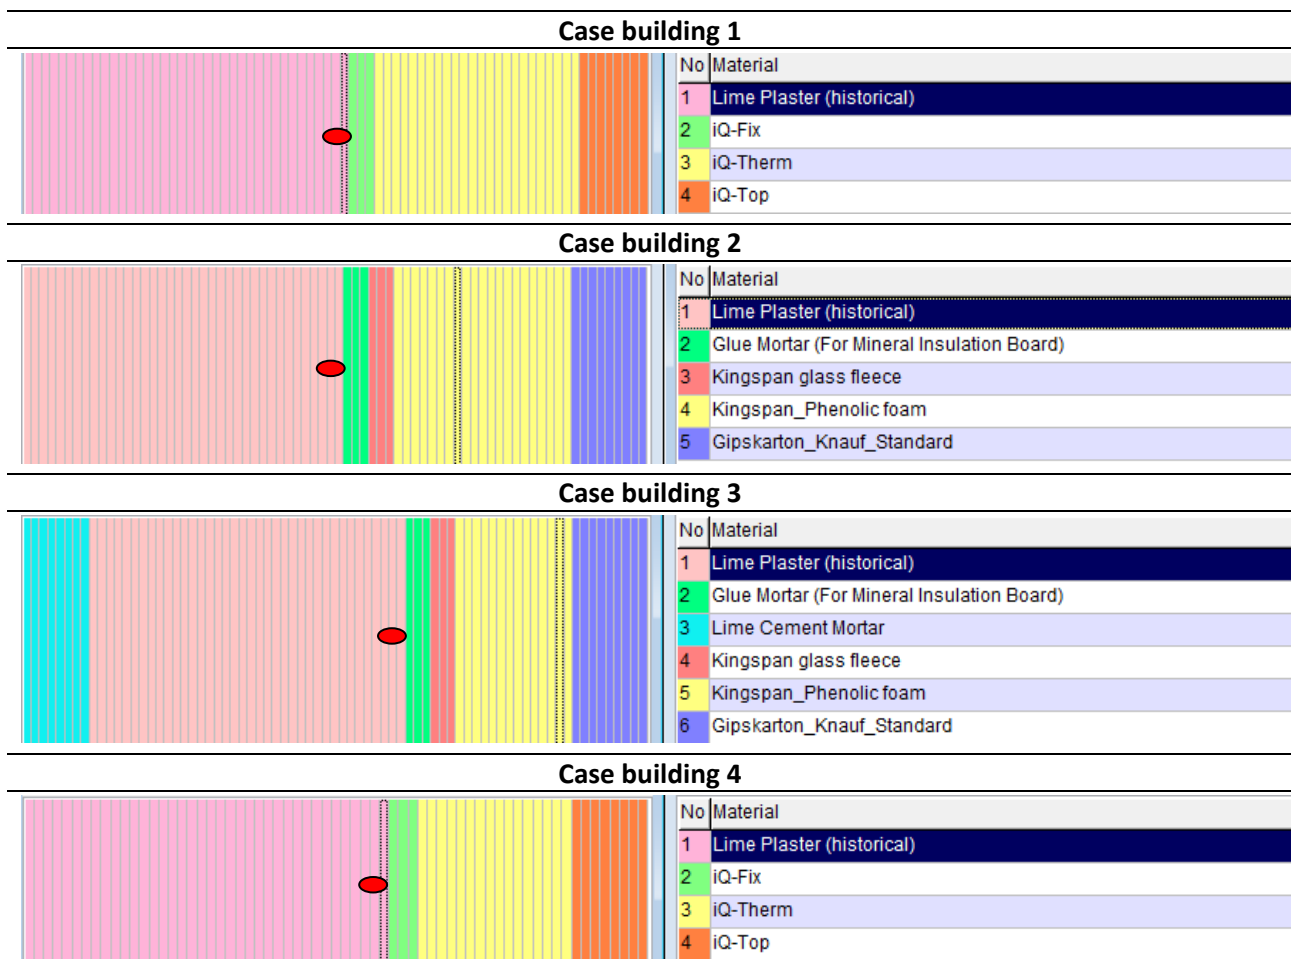 Case building 1
No Material
1 Lime Plaster (historical)
2 iQ-Fix
3 iQ-Therm
4 iQ-Top
Case building 2
No Material
1 Lime Plaster (historical)
2 Glue Mortar (For Mineral Insulation Board)
3 Kingspan glass fleece
4 Kingspan_Phenolic foam
5 Gipskarton_Knauf_Standard
Case building 3
No Material
1 Lime Plaster (historical)
2 Glue Mortar (For Mineral Insulation Board)
3 Lime Cement Mortar
4 Kingspan glass fleece
5 Kingspan_Phenolic foam
6 Gipskarton_Knauf_Standard
Case building 4
No Material
1 Lime Plaster (historical)
2 iQ-Fix
3 iQ-Therm
4 iQ-Top